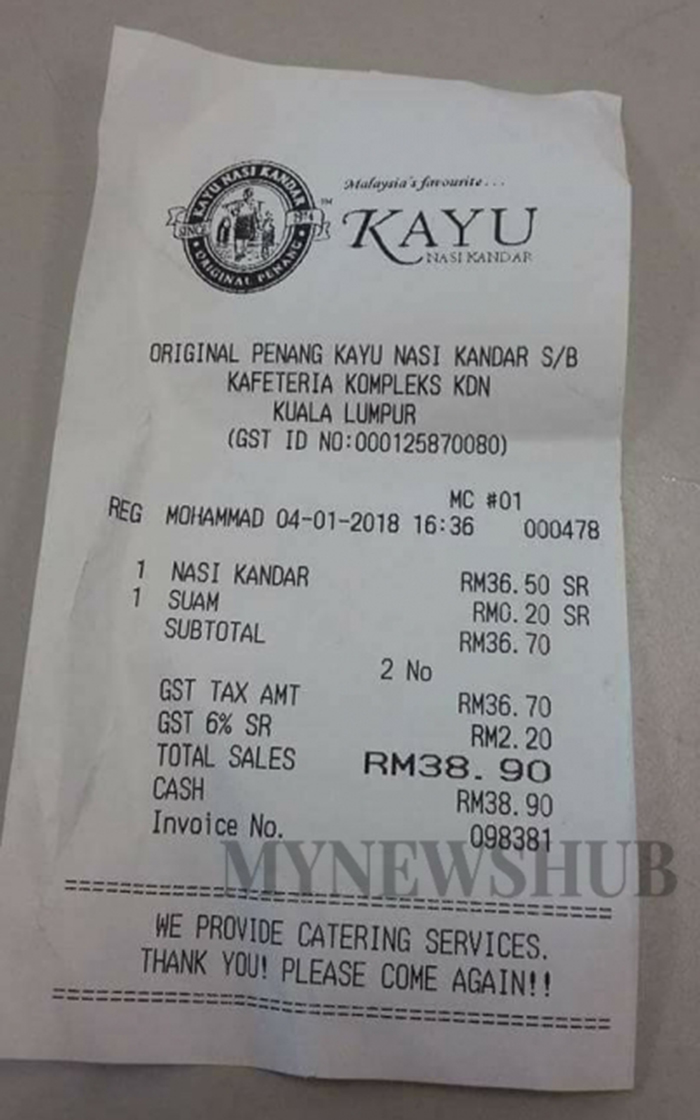 KAYU NASI KANDAR
SINCE 1974
ORIGINAL PENANG
TM
Malaysia's favourite...
KAYU
NASI KANDAR
ORIGINAL PENANG KAYU NASI KANDAR S/B
KAFETERIA KOMPLEKS KDN
KUALA LUMPUR
(GST ID NO:000125870080)
MC #01
REG MOHAMMAD 04-01-2018 16:36 000478
1 NASI KANDAR RM36.50 SR
1 SUAM RM0.20 SR
SUBTOTAL RM36.70
2 No
GST TAX AMT RM36.70
GST 6% SR RM2.20
TOTAL SALES RM38.90
CASH RM38.90
Invoice No. 098381
MYNEWSHUB
================================================
WE PROVIDE CATERING SERVICES.
THANK YOU! PLEASE COME AGAIN!!
================================================